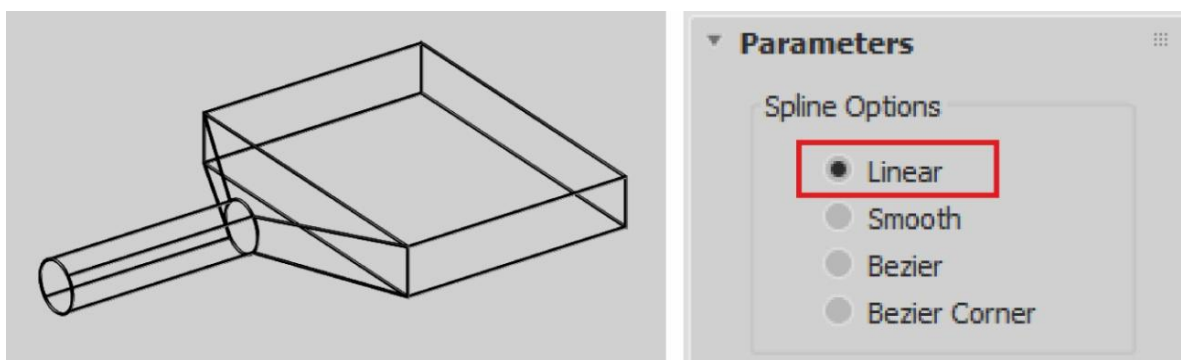 Parameters
Spline Options
Linear
Smooth
Bezier
Bezier Corner